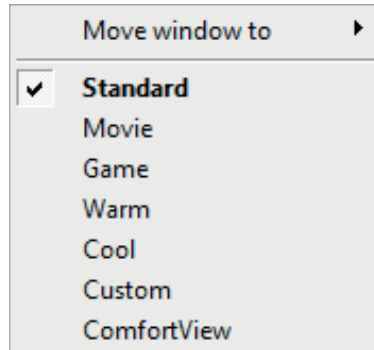 Move window to
Standard
Movie
Game
Warm
Cool
Custom
ComfortView